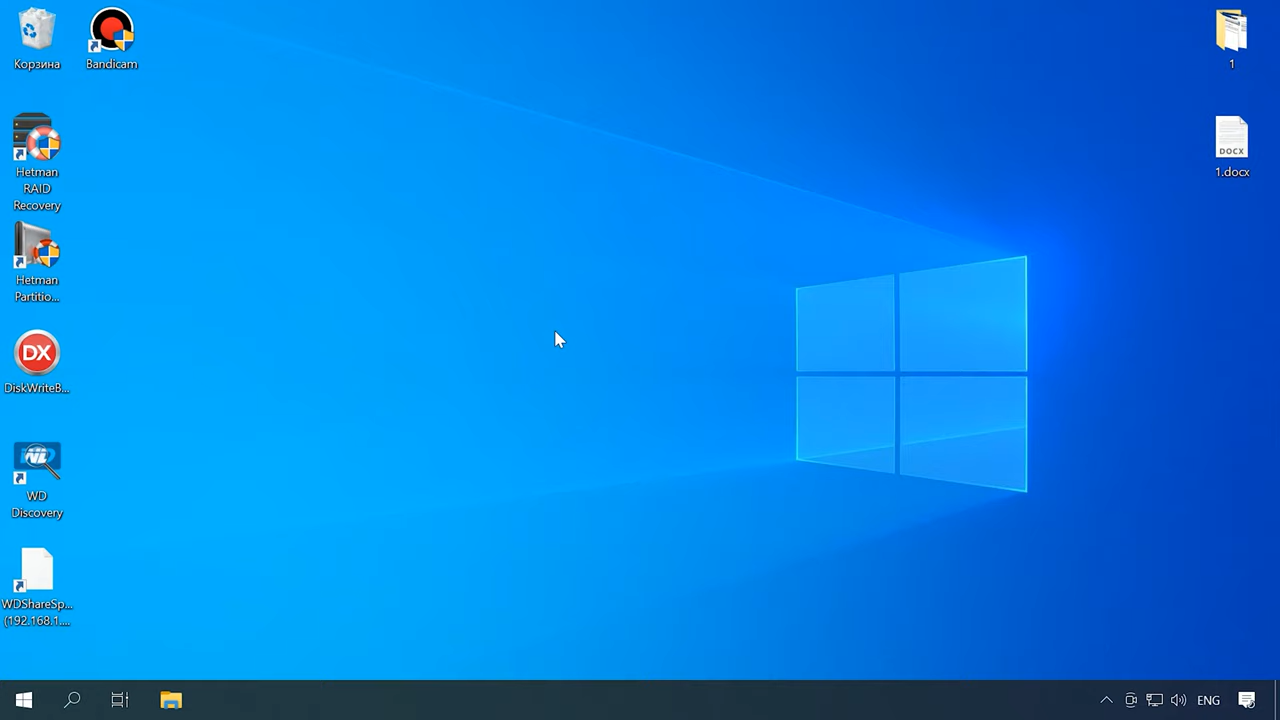 Корзина
Bandicam
Hetman
RAID
Recovery
Hetman
Partitio...
DX
DiskWriteB...
WD
WD
Discovery
WDShareSp...
(192.168.1....
1
DOCX
1.docx
ENG